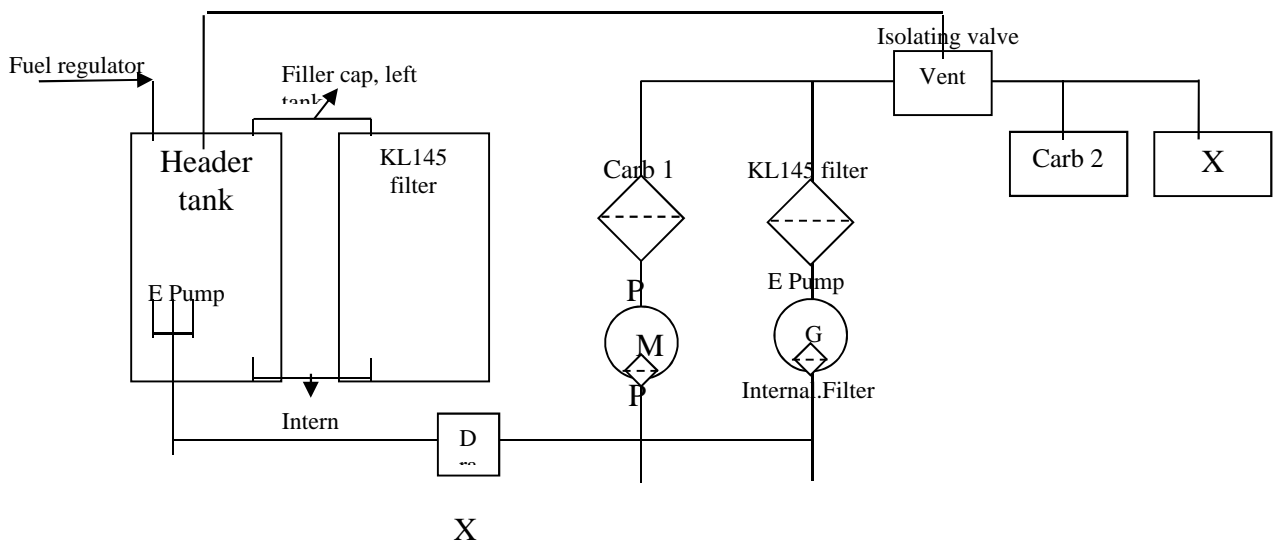 Isolating valve
Fuel regulator
Filler cap, left
tank
Vent
Header
tank
KL145
filter
Carb 1
KL145 filter
Carb 2
X
E Pump
E Pump
P
M
P
G
Internal.Filter
Intern
D
X